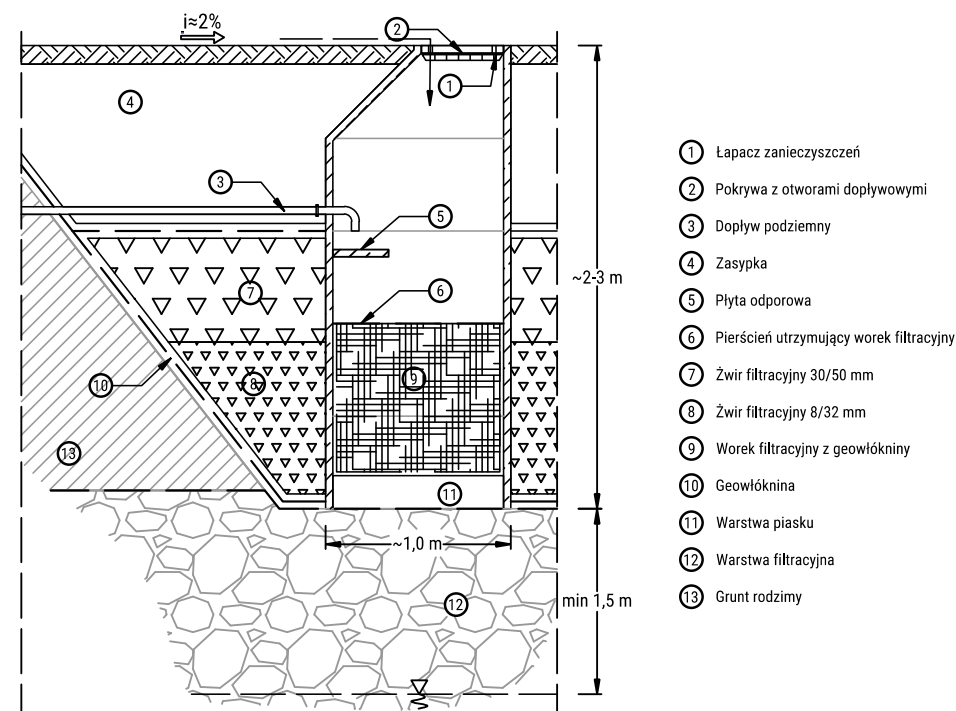 i≈2%
2
1
4
3
5
6
7
8
9
10
13
11
12
~2-3 m
~1,0 m
min 1,5 m
1 Łapacz zanieczyszczeń
2 Pokrywa z otworami dopływowymi
3 Dopływ podziemny
4 Zasypka
5 Płyta odporowa
6 Pierścień utrzymujący worek filtracyjny
7 Żwir filtracyjny 30/50 mm
8 Żwir filtracyjny 8/32 mm
9 Worek filtracyjny z geowłókniny
10 Geowłóknina
11 Warstwa piasku
12 Warstwa filtracyjna
13 Grunt rodzimy